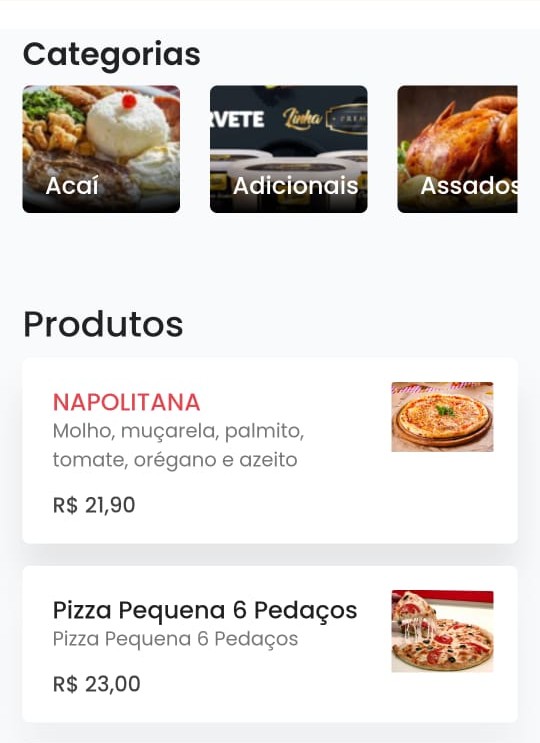 Categorias
RVETE
Linha
Acaí
Adicionais
Assados
Produtos
NAPOLITANA
Molho, muçarela, palmito,
tomate, orégano e azeito
R$ 21,90
Pizza Pequena 6 Pedaços
Pizza Pequena 6 Pedaços
R$ 23,00